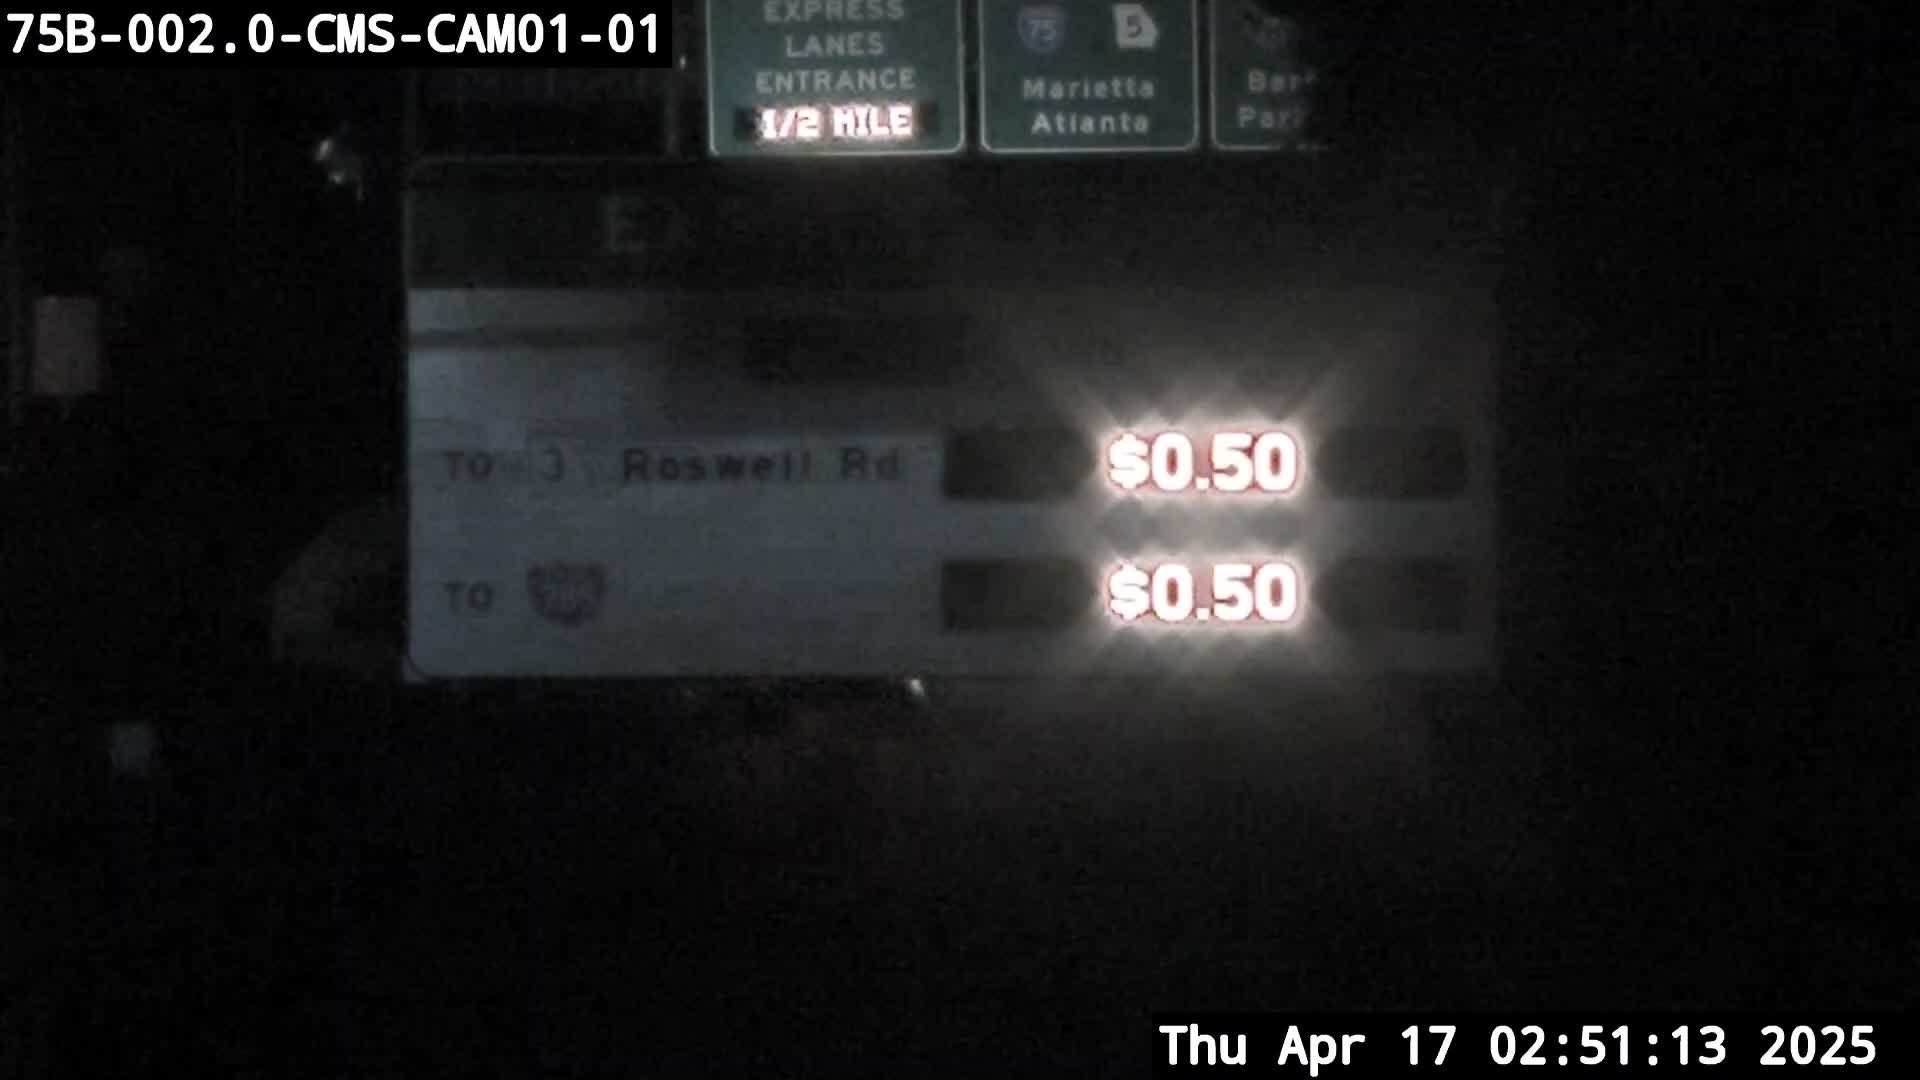 75B-002.0-CMS-CAM01-01
EXPRESS
LANES
ENTRANCE
1/2 MILE
75 5
Marietta
Atlanta
E
TO 3 Roswell Rd $0.50
TO $0.50
Thu Apr 17 02:51:13 2025